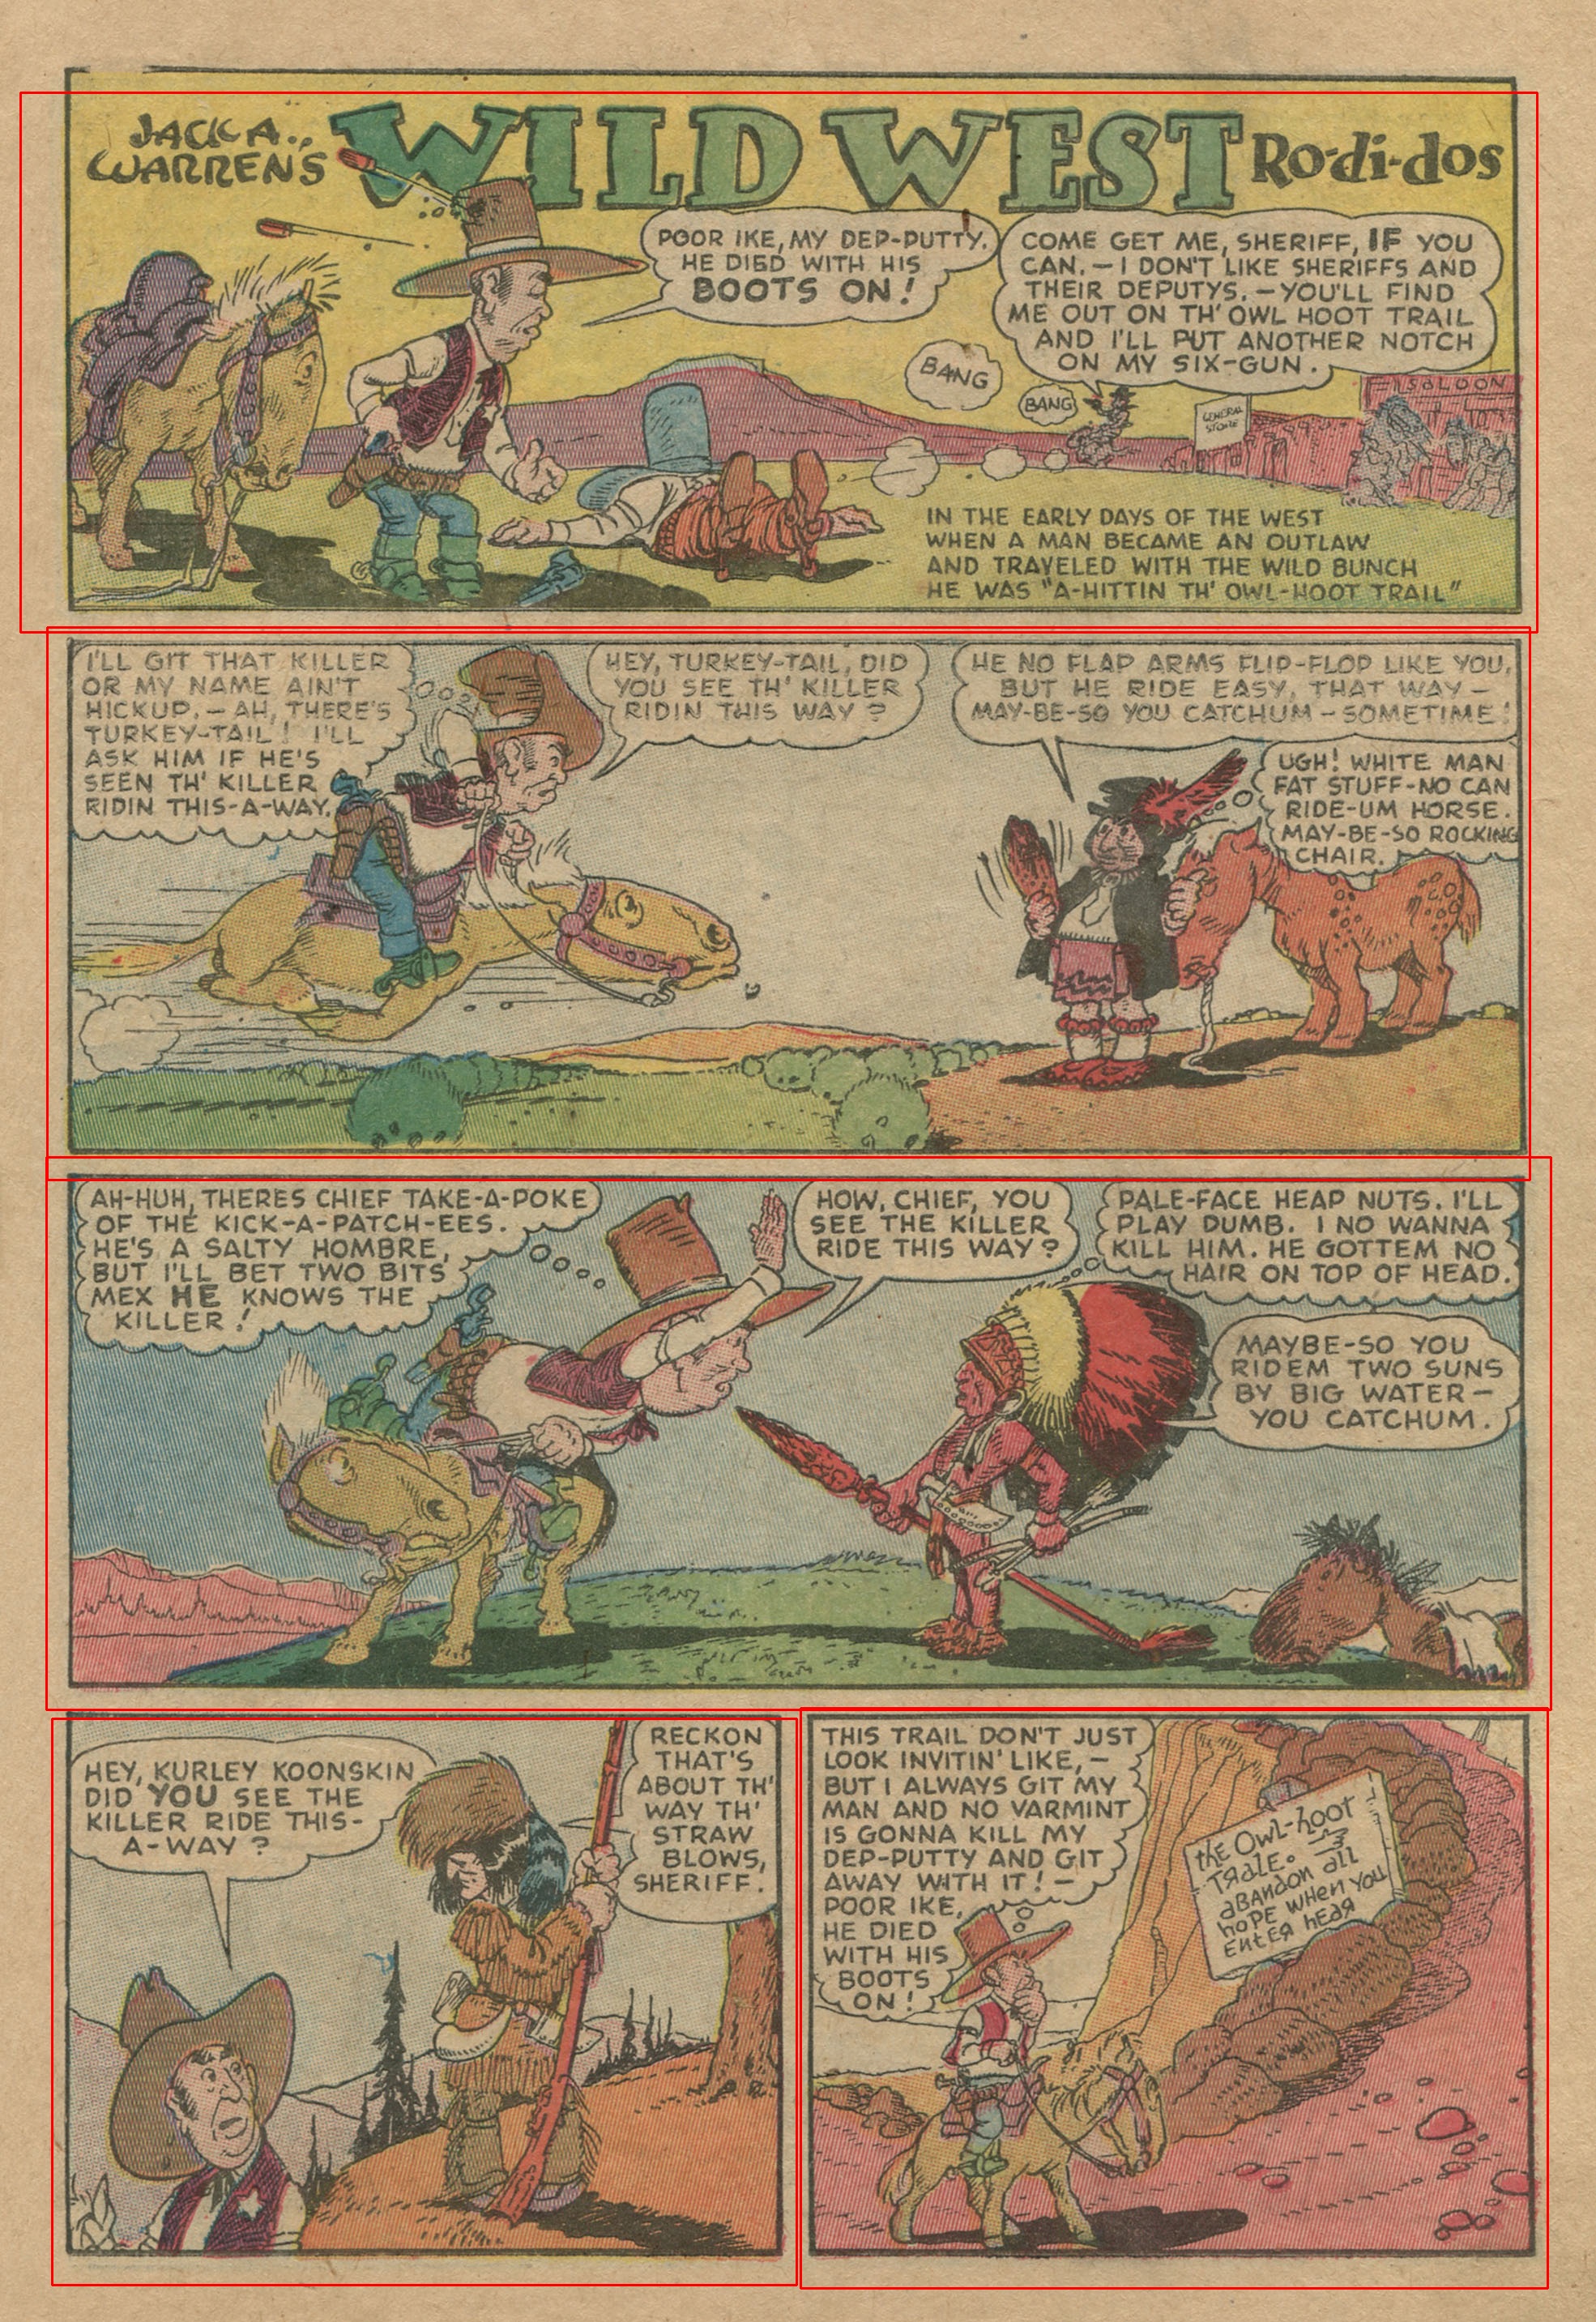 JACK A.,
WARREN'S
WILD WEST Ro-di-dos
POOR IKE, MY DEP-PUTTY.
HE DIED WITH HIS
BOOTS ON!
COME GET ME, SHERIFF, IF YOU
CAN. — I DON'T LIKE SHERIFFS AND
THEIR DEPUTYS. — YOU'LL FIND
ME OUT ON TH' OWL HOOT TRAIL
AND I'LL PUT ANOTHER NOTCH
ON MY SIX-GUN.
BANG
BANG
GENERAL
STORE
SALOON
IN THE EARLY DAYS OF THE WEST
WHEN A MAN BECAME AN OUTLAW
AND TRAVELED WITH THE WILD BUNCH
HE WAS "A-HITTIN TH' OWL-HOOT TRAIL"
I'LL GIT THAT KILLER
OR MY NAME AIN'T
HICKUP. — AH, THERE'S
TURKEY-TAIL! I'LL
ASK HIM IF HE'S
SEEN TH' KILLER
RIDIN THIS-A-WAY.
HEY, TURKEY-TAIL, DID
YOU SEE TH' KILLER
RIDIN THIS WAY?
HE NO FLAP ARMS FLIP-FLOP LIKE YOU,
BUT HE RIDE EASY, THAT WAY —
MAY-BE-SO YOU CATCHUM — SOMETIME!
UGH! WHITE MAN
FAT STUFF-NO CAN
RIDE-UM HORSE.
MAY-BE-SO ROCKING
CHAIR.
AH-HUH, THERES CHIEF TAKE-A-POKE
OF THE KICK-A-PATCH-EES.
HE'S A SALTY HOMBRE,
BUT I'LL BET TWO BITS
MEX HE KNOWS THE
KILLER!
HOW, CHIEF, YOU
SEE THE KILLER
RIDE THIS WAY?
PALE-FACE HEAP NUTS. I'LL
PLAY DUMB. I NO WANNA
KILL HIM. HE GOTTEM NO
HAIR ON TOP OF HEAD.
MAYBE-SO YOU
RIDEM TWO SUNS
BY BIG WATER —
YOU CATCHUM.
HEY, KURLEY KOONSKIN
DID YOU SEE THE
KILLER RIDE THIS-
A-WAY?
RECKON
THAT'S
ABOUT TH'
WAY TH'
STRAW
BLOWS,
SHERIFF.
THIS TRAIL DON'T JUST
LOOK INVITIN' LIKE, —
BUT I ALWAYS GIT MY
MAN AND NO VARMINT
IS GONNA KILL MY
DEP-PUTTY AND GIT
AWAY WITH IT! —
POOR IKE,
HE DIED
WITH HIS
BOOTS
ON!
the Owl-hoot
TRaLE.
abandon all
hope when you
enter hear